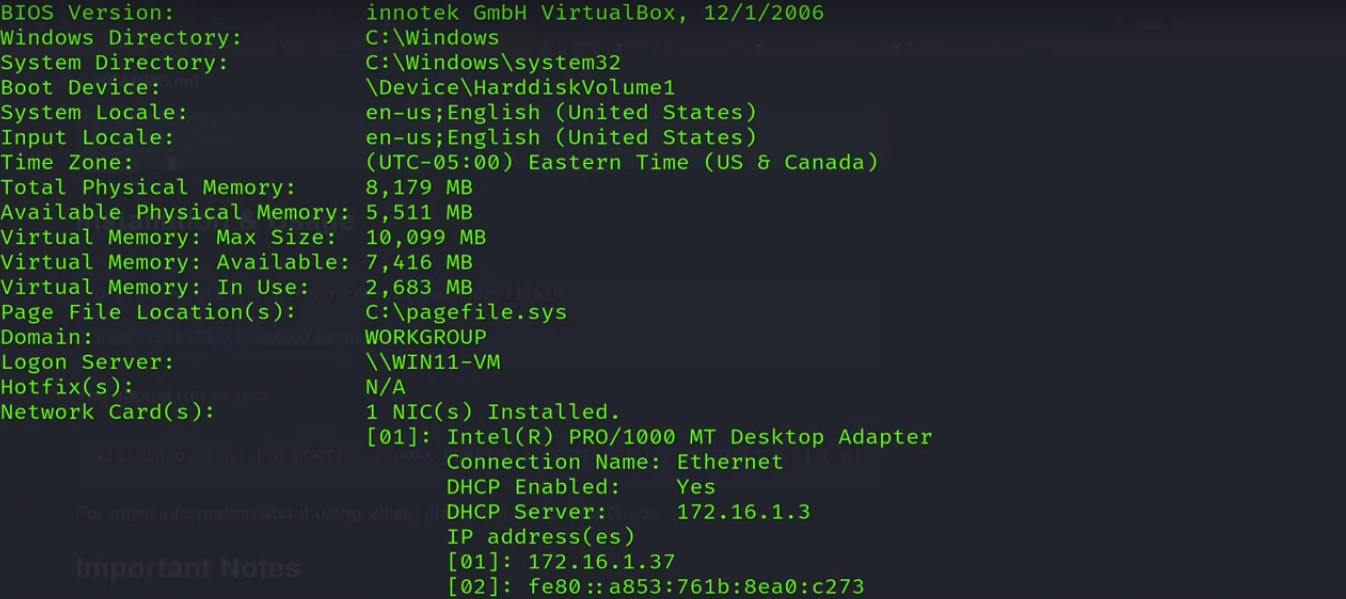 BIOS Version: innotek GmbH VirtualBox, 12/1/2006
Windows Directory: C:\Windows
System Directory: C:\Windows\system32
Boot Device: \Device\HarddiskVolume1
System Locale: en-us;English (United States)
Input Locale: en-us;English (United States)
Time Zone: (UTC-05:00) Eastern Time (US & Canada)
Total Physical Memory: 8,179 MB
Available Physical Memory: 5,511 MB
Virtual Memory: Max Size: 10,099 MB
Virtual Memory: Available: 7,416 MB
Virtual Memory: In Use: 2,683 MB
Page File Location(s): C:\pagefile.sys
Domain: WORKGROUP
Logon Server: \\WIN11-VM
Hotfix(s): N/A
Network Card(s): 1 NIC(s) Installed.
[01]: Intel(R) PRO/1000 MT Desktop Adapter
Connection Name: Ethernet
DHCP Enabled: Yes
DHCP Server: 172.16.1.3
IP address(es)
[01]: 172.16.1.37
[02]: fe80::a853:761b:8ea0:c273
For more information about using Villain
Important Notes